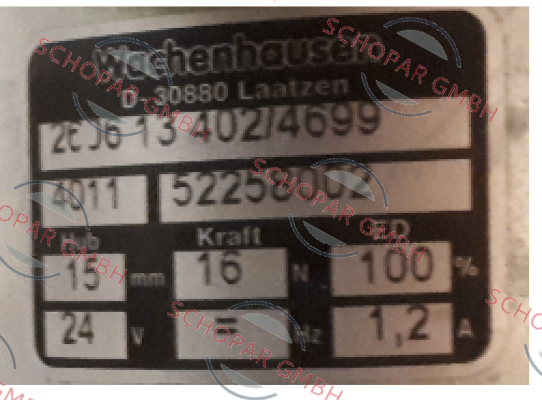 Wachenhausen
D-30880 Laatzen
13 402/4699
4011 52258002
Hub Kraft ED
15 mm 16 N 100 %
24 V = Hz 1,2 A
SCHOPAR GMBH
SCHOPAR GMBH
SCHOPAR GMBH
SCHOPAR GMBH
SCHOPAR GMBH